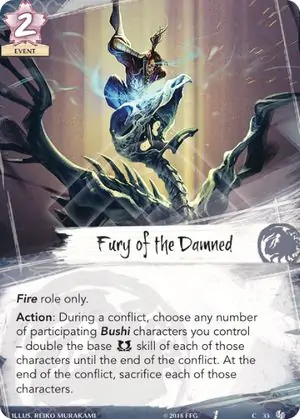 2
EVENT
Fury of the Damned
Fire role only.
Action: During a conflict, choose any number
of participating Bushi characters you control
– double the base skill of each of those
characters until the end of the conflict. At the
end of the conflict, sacrifice each of those
characters.
ILLUS. REIKO MURAKAMI
© 2018 FFG
C 33